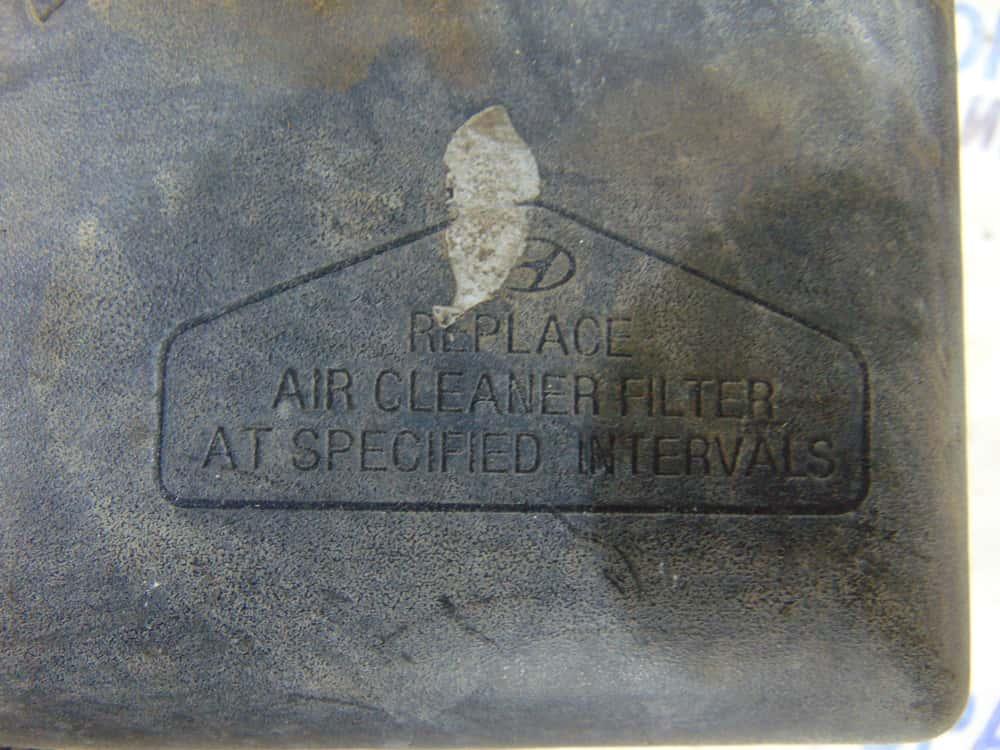 REPLACE
AIR CLEANER FILTER
AT SPECIFIED INTERVALS